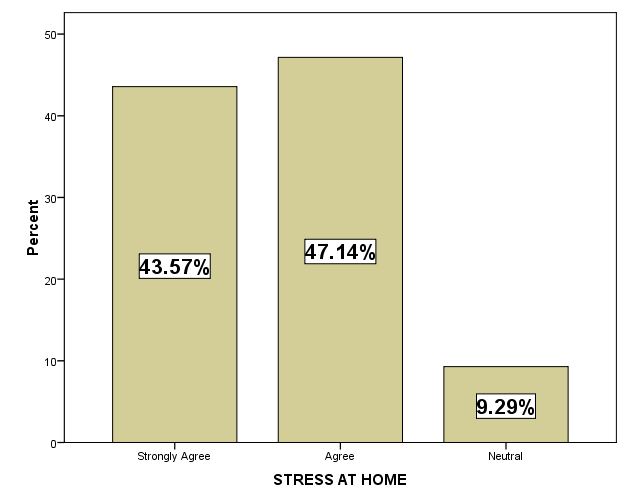 50
40
30
20
10
0
Percent
43.57%
47.14%
9.29%
Strongly Agree
Agree
Neutral
STRESS AT HOME